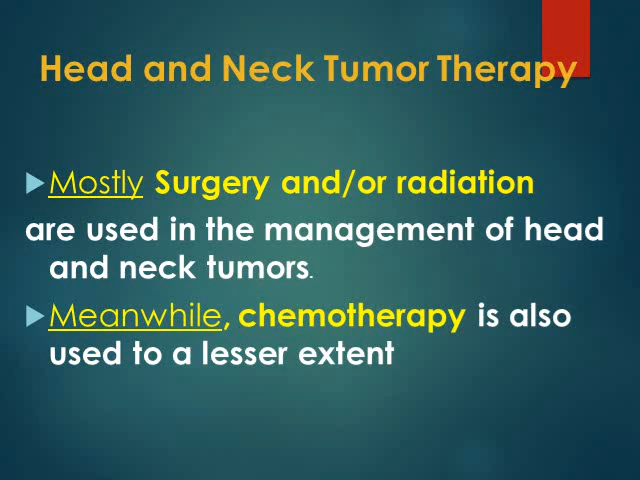 Head and Neck Tumor Therapy
Mostly Surgery and/or radiation
are used in the management of head
and neck tumors.
Meanwhile, chemotherapy is also
used to a lesser extent